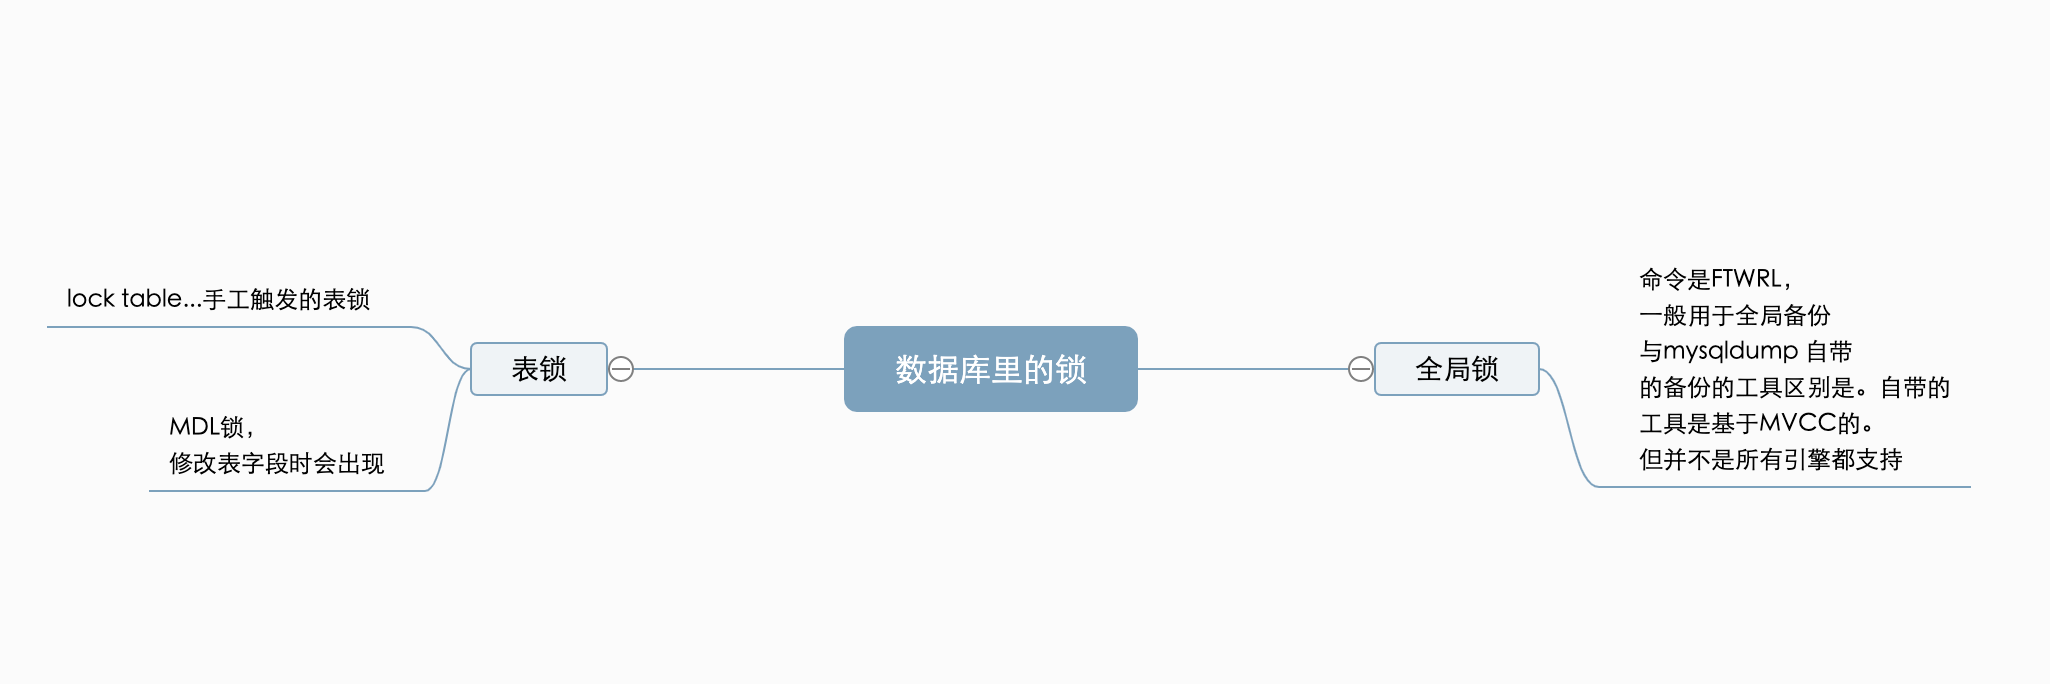 数据库里的锁
全局锁
命令是FTWRL，
一般用于全局备份
与mysqldump 自带
的备份的工具区别是。自带的
工具是基于MVCC的。
但并不是所有引擎都支持
表锁
lock table...手工触发的表锁
MDL锁，
修改表字段时会出现